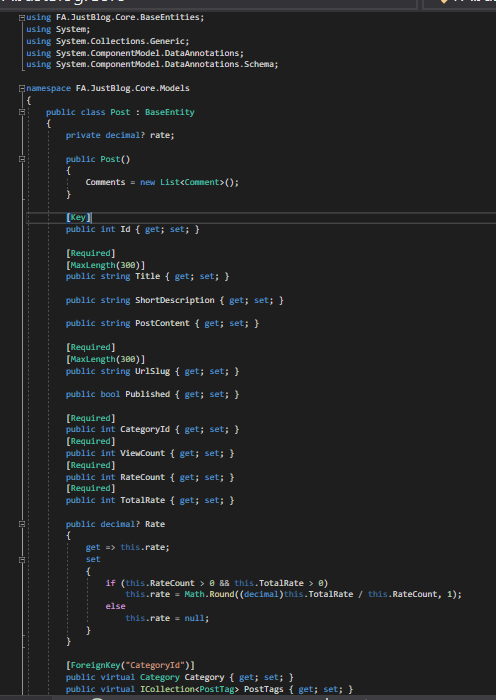 using FA.JustBlog.Core.BaseEntities;
using System;
using System.Collections.Generic;
using System.ComponentModel.DataAnnotations;
using System.ComponentModel.DataAnnotations.Schema;
namespace FA.JustBlog.Core.Models
{
public class Post : BaseEntity
{
private decimal? rate;
public Post()
{
Comments = new List<Comment>();
}
[Key]
public int Id { get; set; }
[Required]
[MaxLength(300)]
public string Title { get; set; }
public string ShortDescription { get; set; }
public string PostContent { get; set; }
[Required]
[MaxLength(300)]
public string UrlSlug { get; set; }
public bool Published { get; set; }
[Required]
public int CategoryId { get; set; }
[Required]
public int ViewCount { get; set; }
[Required]
public int RateCount { get; set; }
[Required]
public int TotalRate { get; set; }
public decimal? Rate
{
get => this.rate;
set
{
if (this.RateCount > 0 && this.TotalRate > 0)
this.rate = Math.Round((decimal)this.TotalRate / this.RateCount, 1);
else
this.rate = null;
}
}
[ForeignKey("CategoryId")]
public virtual Category Category { get; set; }
public virtual ICollection<PostTag> PostTags { get; set; }